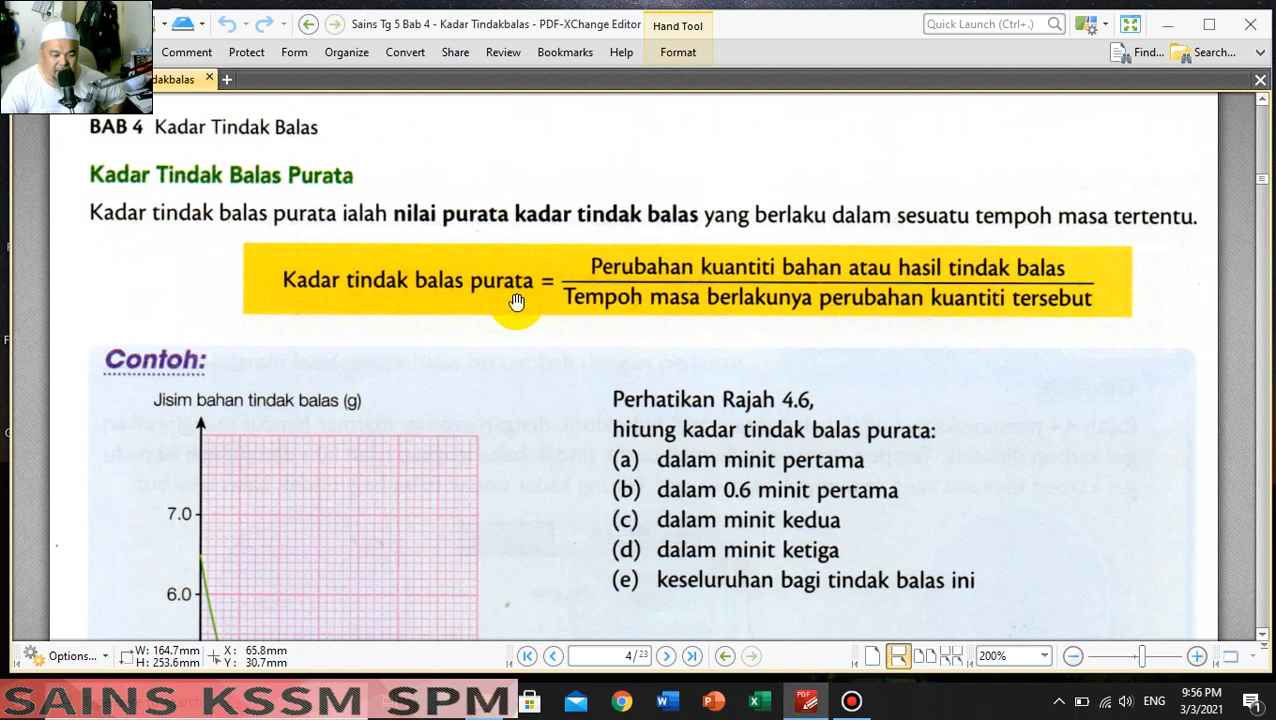 Sains Tg 5 Bab 4 - Kadar Tindakbalas - PDF-XChange Editor
Hand Tool
Quick Launch (Ctrl+.)
Comment Protect Form Organize Convert Share Review Bookmarks Help Format
Find... Search...
dakbalas
BAB 4 Kadar Tindak Balas
Kadar Tindak Balas Purata
Kadar tindak balas purata ialah nilai purata kadar tindak balas yang berlaku dalam sesuatu tempoh masa tertentu.
Perubahan kuantiti bahan atau hasil tindak balas
Kadar tindak balas purata =
Tempoh masa berlakunya perubahan kuantiti tersebut
Contoh:
Jisim bahan tindak balas (g)
7.0
6.0
Perhatikan Rajah 4.6,
hitung kadar tindak balas purata:
(a) dalam minit pertama
(b) dalam 0.6 minit pertama
(c) dalam minit kedua
(d) dalam minit ketiga
(e) keseluruhan bagi tindak balas ini
Options...
W: 164.7mm
H: 253.6mm
X: 65.8mm
Y: 30.7mm
4 / 23
200%
SAINS KSSM SPM
ENG
9:56 PM
3/3/2021